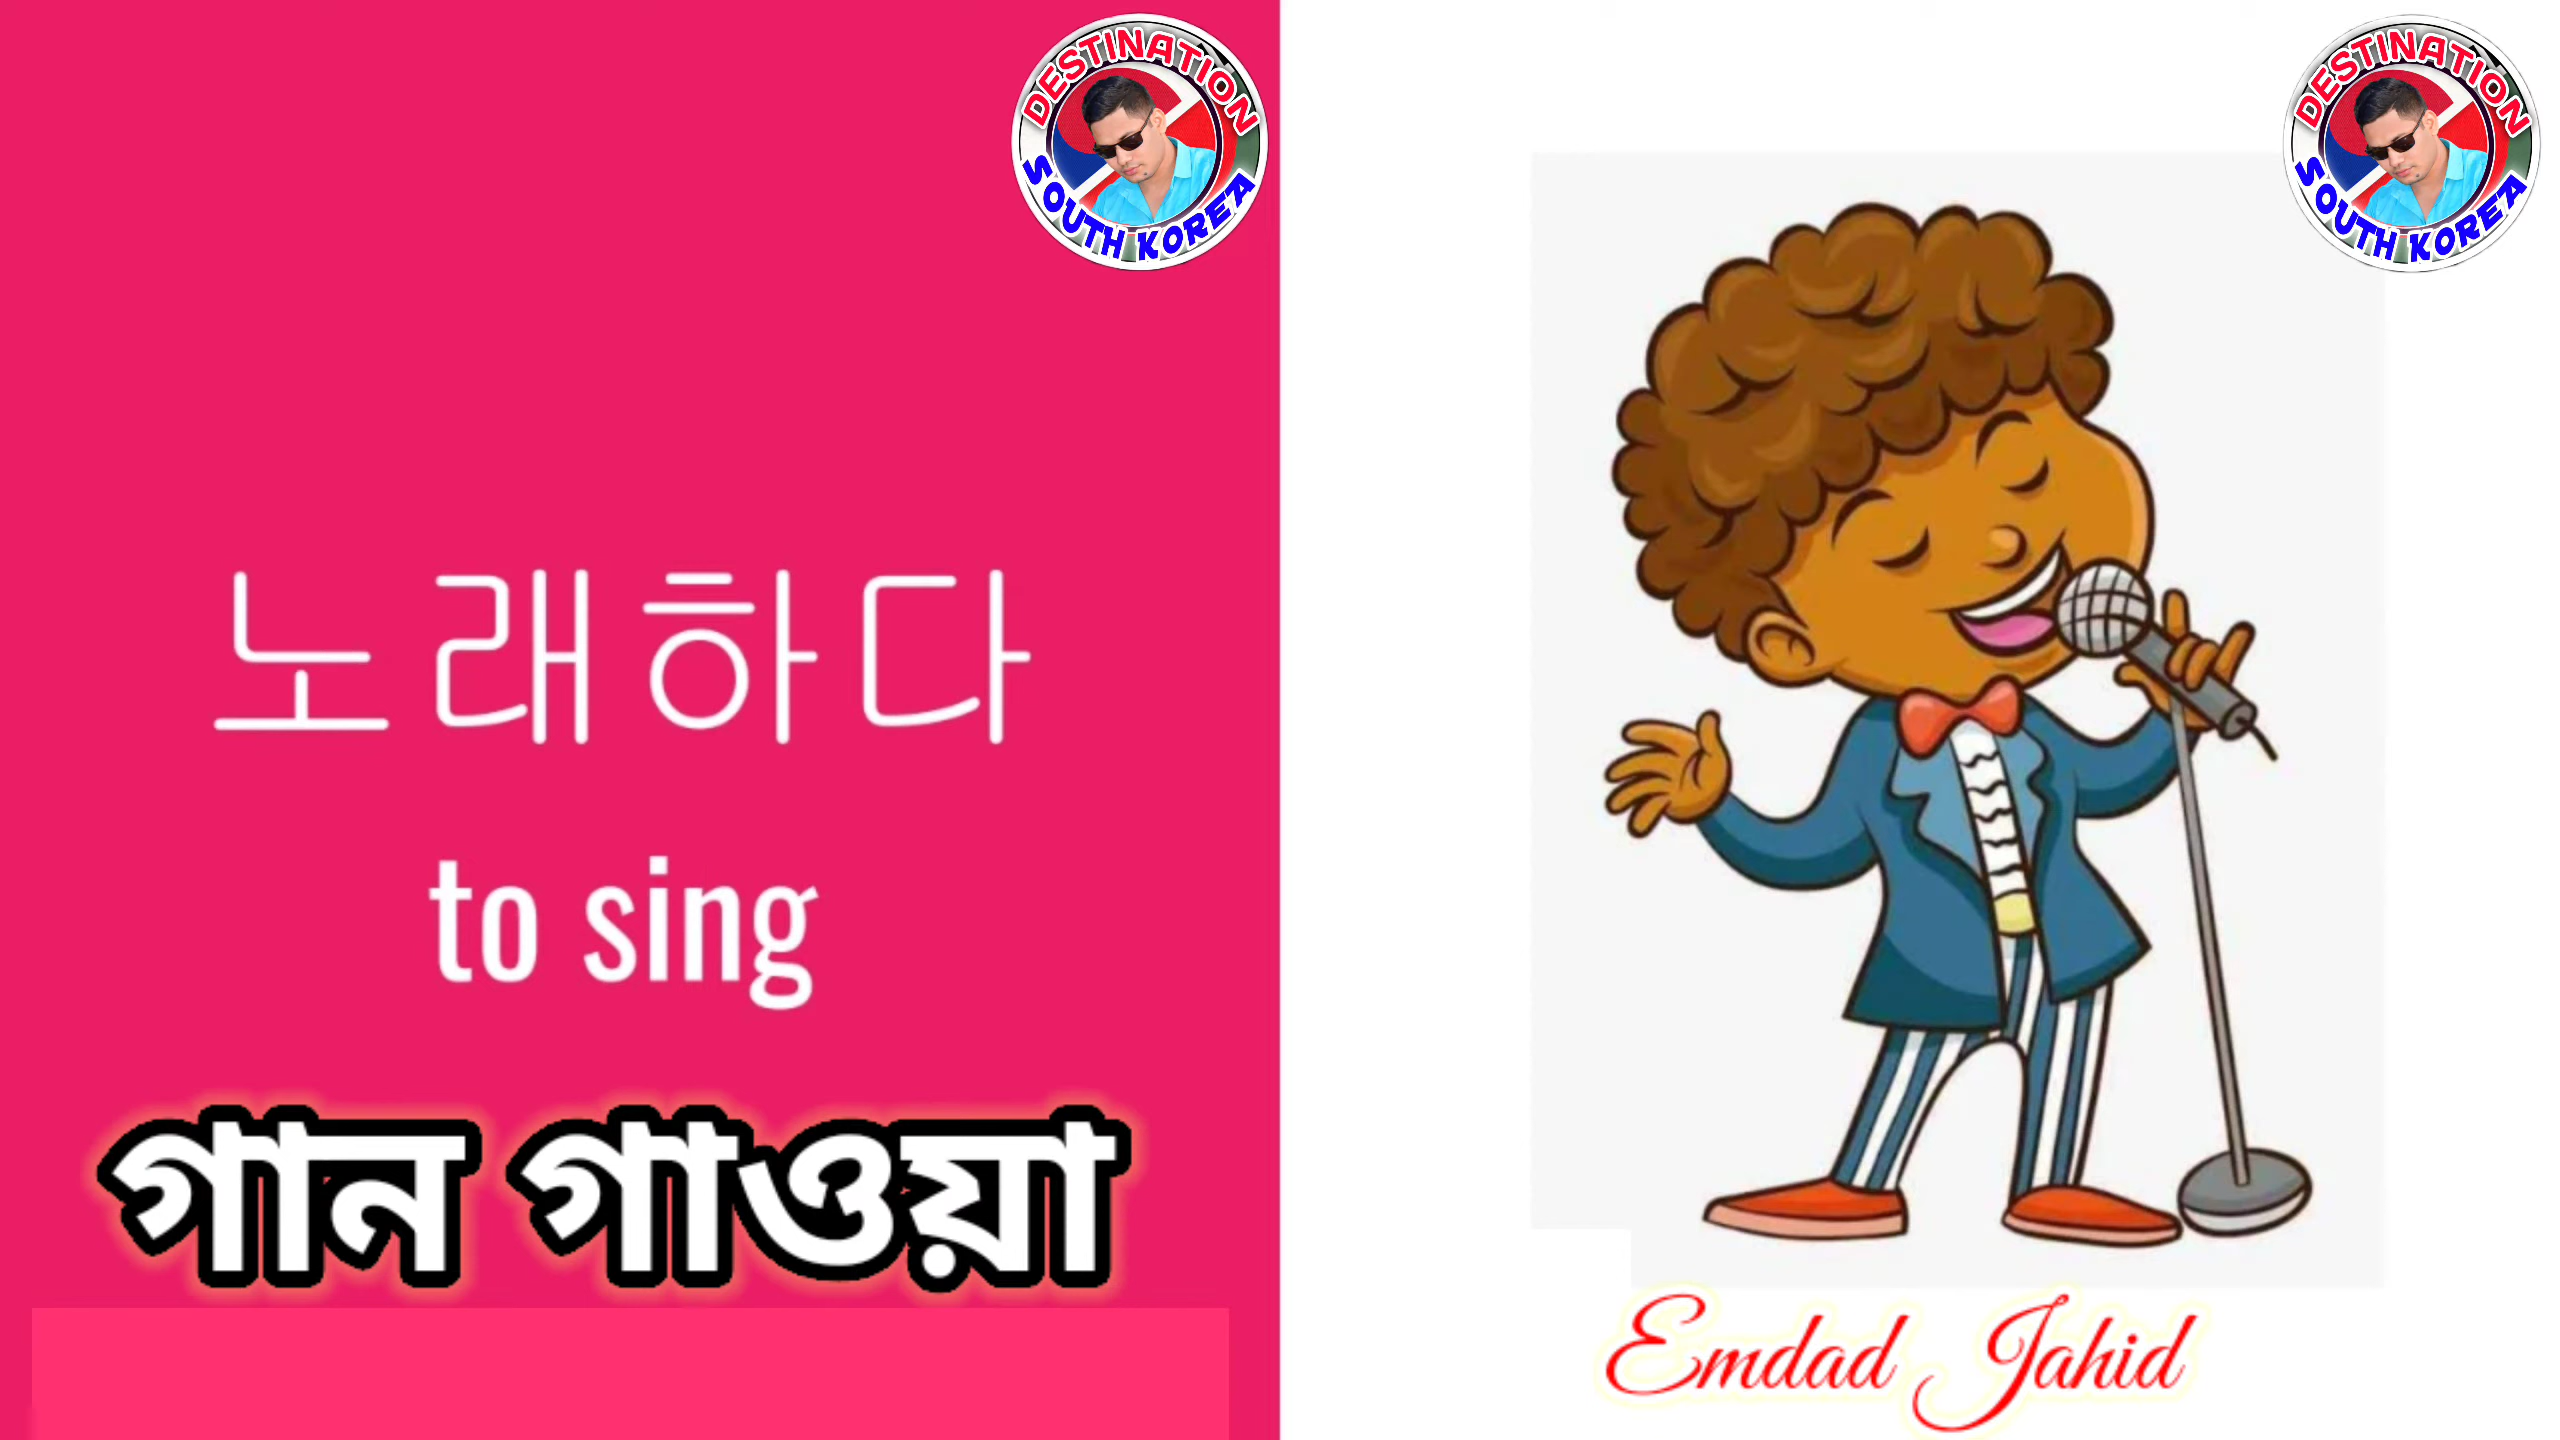 DESTINATION
SOUTH KOREA
노래하다
to sing
গান গাওয়া
DESTINATION
SOUTH KOREA
Emdad Jahid